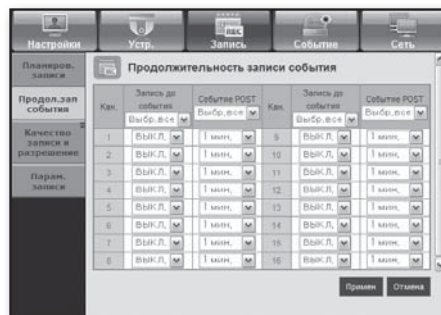 Настройки Устр. Запись Событие Сеть
REC
Планиров. записи
Продол.зап события
Качество записи и разрешение
Парам. записи
Продолжительность записи события
Кан. Запись до события Событие POST Кан. Запись до события Событие POST
Выбр.все Выбр.все Выбр.все Выбр.все
1 ВЫКЛ, 1 мин, 9 ВЫКЛ, 1 мин,
2 ВЫКЛ, 1 мин, 10 ВЫКЛ, 1 мин,
3 ВЫКЛ, 1 мин, 11 ВЫКЛ, 1 мин,
4 ВЫКЛ, 1 мин, 12 ВЫКЛ, 1 мин,
5 ВЫКЛ, 1 мин, 13 ВЫКЛ, 1 мин,
6 ВЫКЛ, 1 мин, 14 ВЫКЛ, 1 мин,
7 ВЫКЛ, 1 мин, 15 ВЫКЛ, 1 мин,
8 ВЫКЛ, 1 мин, 16 ВЫКЛ, 1 мин,
Примен Отмена